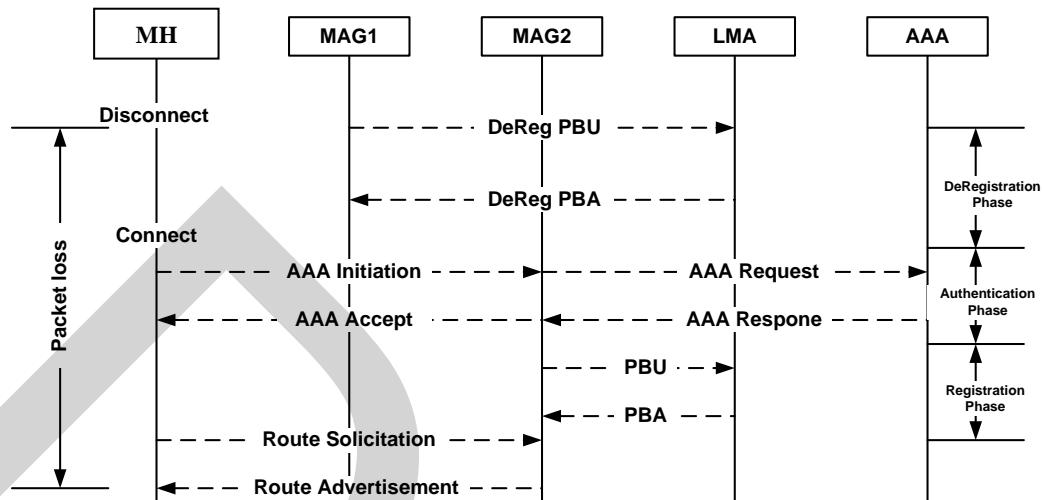 MH
MAG1
MAG2
LMA
AAA
Disconnect
DeReg PBU
DeReg PBA
DeRegistration
Phase
Connect
AAA Initiation
AAA Request
Packet loss
AAA Accept
AAA Respone
Authentication
Phase
PBU
PBA
Registration
Phase
Route Solicitation
Route Advertisement